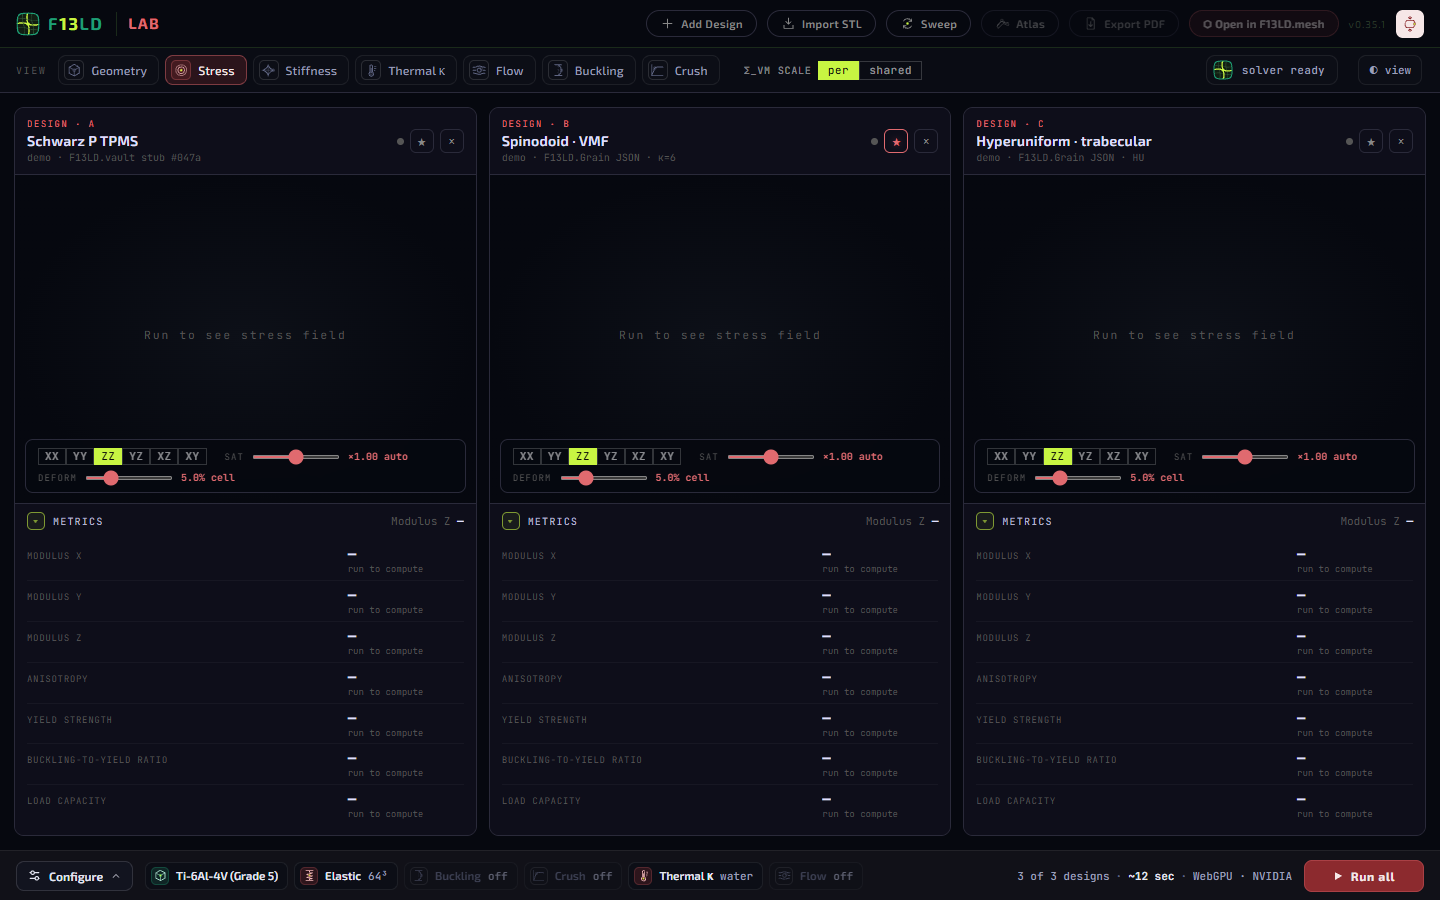 F13LD LAB
Add Design
Import STL
Sweep
Atlas
Export PDF
Open in F13LD.mesh
v0.35.1
VIEW
Geometry
Stress
Stiffness
Thermal κ
Flow
Buckling
Crush
Σ_VM SCALE
per
shared
solver ready
view
DESIGN · A
Schwarz P TPMS
demo · F13LD.vault stub #047a
★
×
Run to see stress field
XX YY ZZ YZ XZ XY
SAT
×1.00 auto
DEFORM
5.0% cell
METRICS
Modulus Z —
MODULUS X
—
run to compute
MODULUS Y
—
run to compute
MODULUS Z
—
run to compute
ANISOTROPY
—
run to compute
YIELD STRENGTH
—
run to compute
BUCKLING-TO-YIELD RATIO
—
run to compute
LOAD CAPACITY
—
run to compute
DESIGN · B
Spinodoid · VMF
demo · F13LD.Grain JSON · κ=6
★
×
Run to see stress field
XX YY ZZ YZ XZ XY
SAT
×1.00 auto
DEFORM
5.0% cell
METRICS
Modulus Z —
MODULUS X
—
run to compute
MODULUS Y
—
run to compute
MODULUS Z
—
run to compute
ANISOTROPY
—
run to compute
YIELD STRENGTH
—
run to compute
BUCKLING-TO-YIELD RATIO
—
run to compute
LOAD CAPACITY
—
run to compute
DESIGN · C
Hyperuniform · trabecular
demo · F13LD.Grain JSON · HU
★
×
Run to see stress field
XX YY ZZ YZ XZ XY
SAT
×1.00 auto
DEFORM
5.0% cell
METRICS
Modulus Z —
MODULUS X
—
run to compute
MODULUS Y
—
run to compute
MODULUS Z
—
run to compute
ANISOTROPY
—
run to compute
YIELD STRENGTH
—
run to compute
BUCKLING-TO-YIELD RATIO
—
run to compute
LOAD CAPACITY
—
run to compute
Configure
Ti-6Al-4V (Grade 5)
Elastic 64³
Buckling off
Crush off
Thermal κ water
Flow off
3 of 3 designs · ~12 sec · WebGPU · NVIDIA
Run all